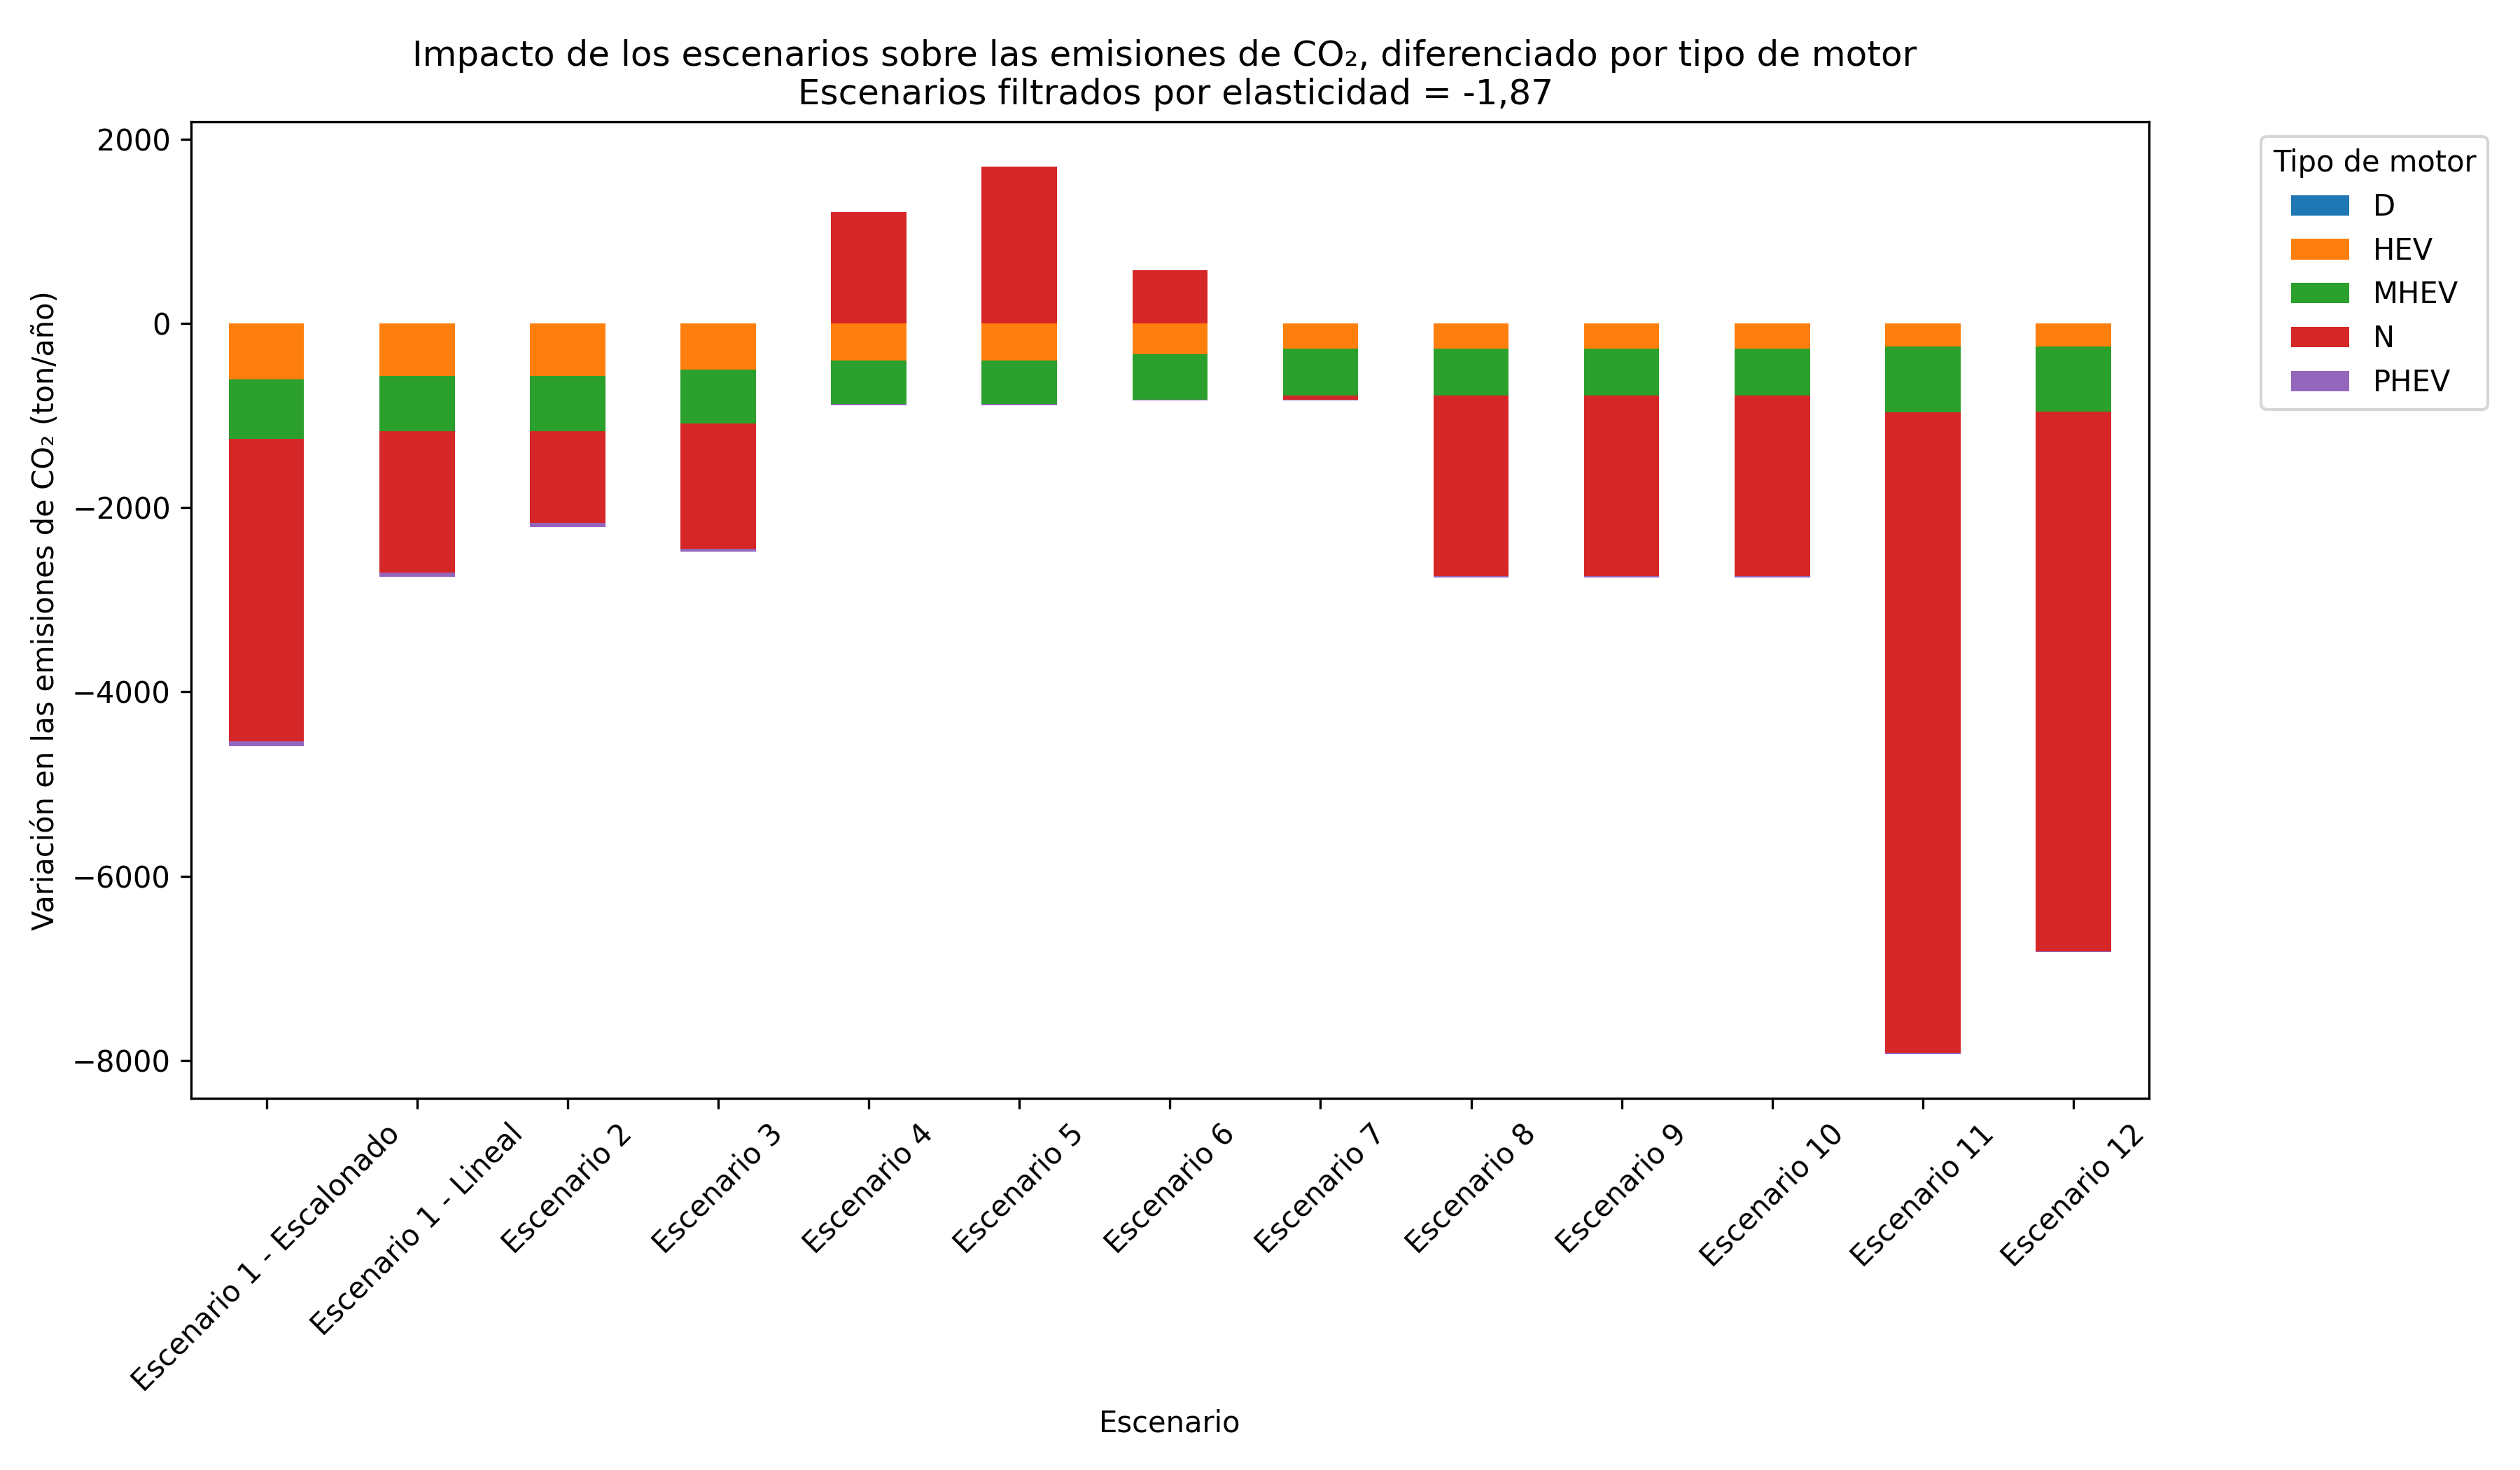 Impacto de los escenarios sobre las emisiones de CO₂, diferenciado por tipo de motor
Escenarios filtrados por elasticidad = -1,87
Variación en las emisiones de CO₂ (ton/año)
2000
0
−2000
−4000
−6000
−8000
Tipo de motor
D
HEV
MHEV
N
PHEV
Escenario 1 - Escalonado
Escenario 1 - Lineal
Escenario 2
Escenario 3
Escenario 4
Escenario 5
Escenario 6
Escenario 7
Escenario 8
Escenario 9
Escenario 10
Escenario 11
Escenario 12
Escenario